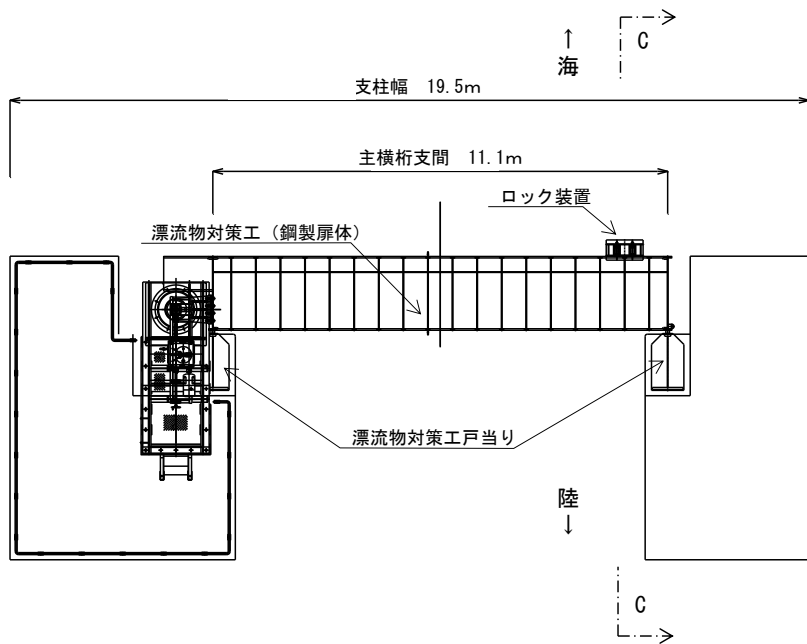 ↑
海
C
支柱幅 19.5m
主横桁支間 11.1m
ロック装置
漂流物対策工（鋼製扉体）
漂流物対策工戸当り
陸
↓
C